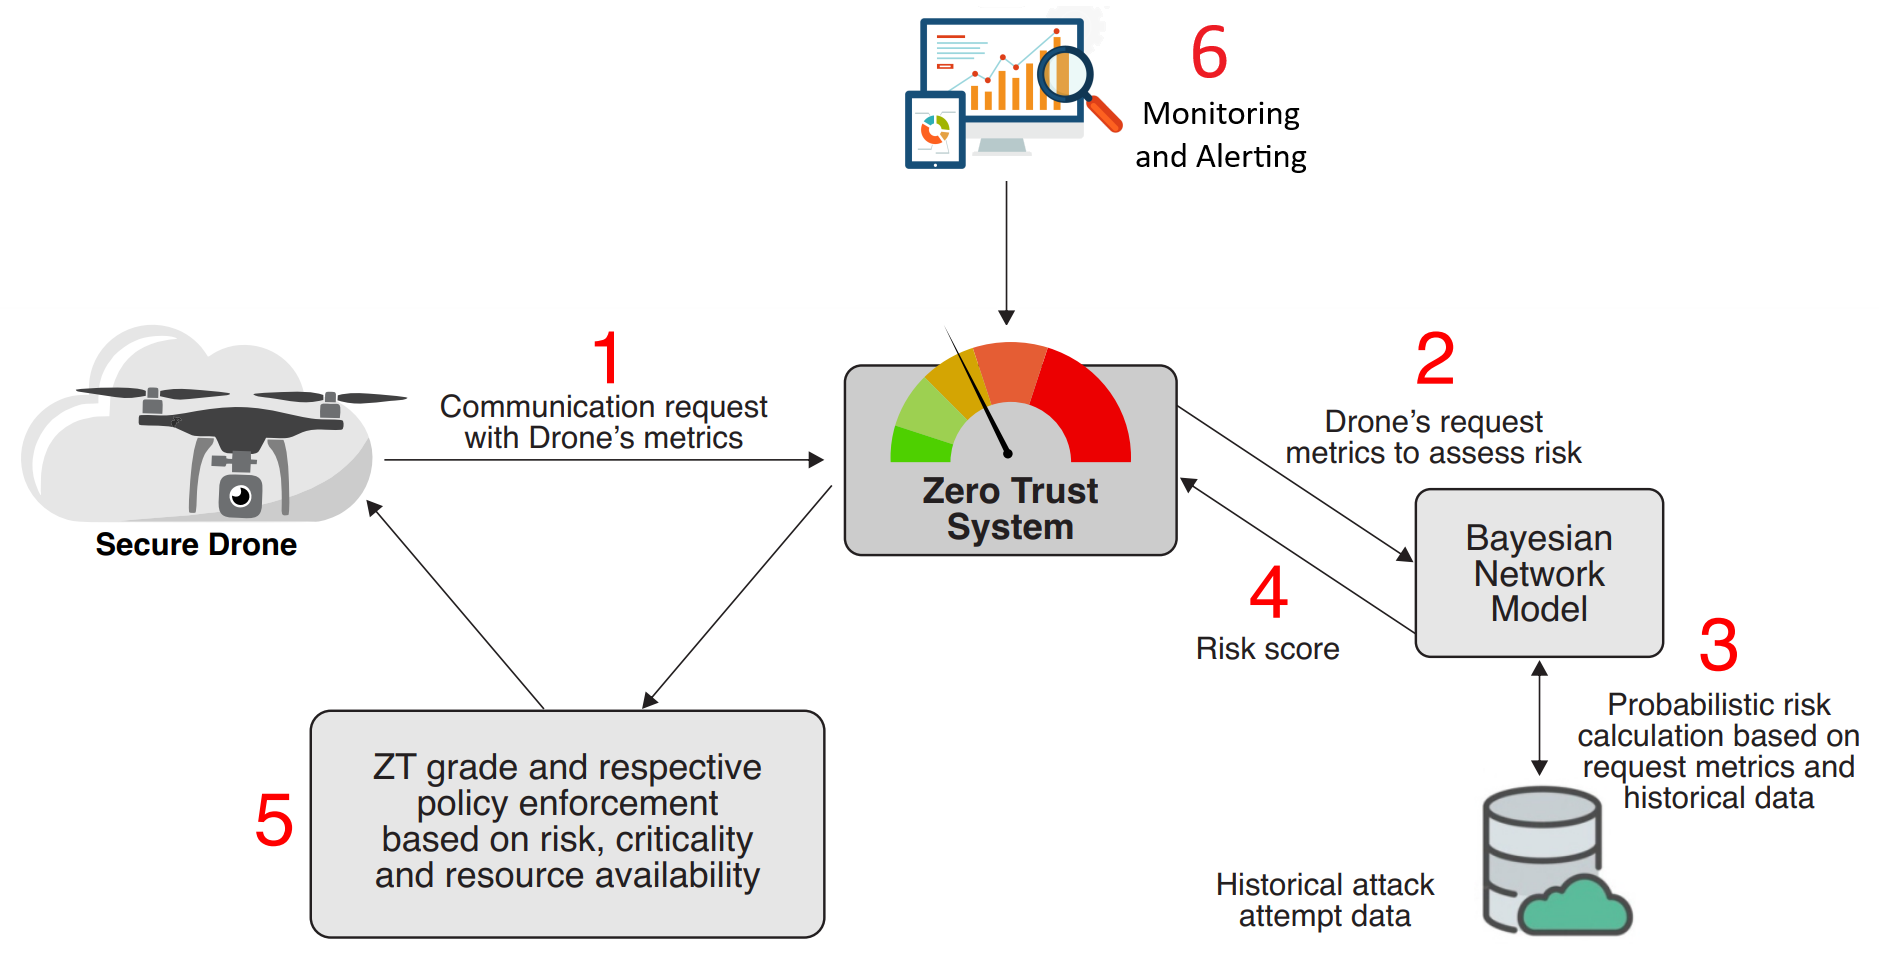 6
Monitoring
and Alerting
1
Communication request
with Drone's metrics
Secure Drone
Zero Trust
System
2
Drone's request
metrics to assess risk
Bayesian
Network
Model
4
Risk score
3
Probabilistic risk
calculation based on
request metrics and
historical data
5
ZT grade and respective
policy enforcement
based on risk, criticality
and resource availability
Historical attack
attempt data